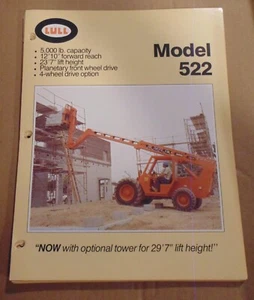 LULL
• 5,000 lb. capacity
• 12'10" forward reach
• 23'7" lift height
• Planetary front wheel drive
• 4-wheel drive option
Model
522
"NOW with optional tower for 29'7" lift height!"